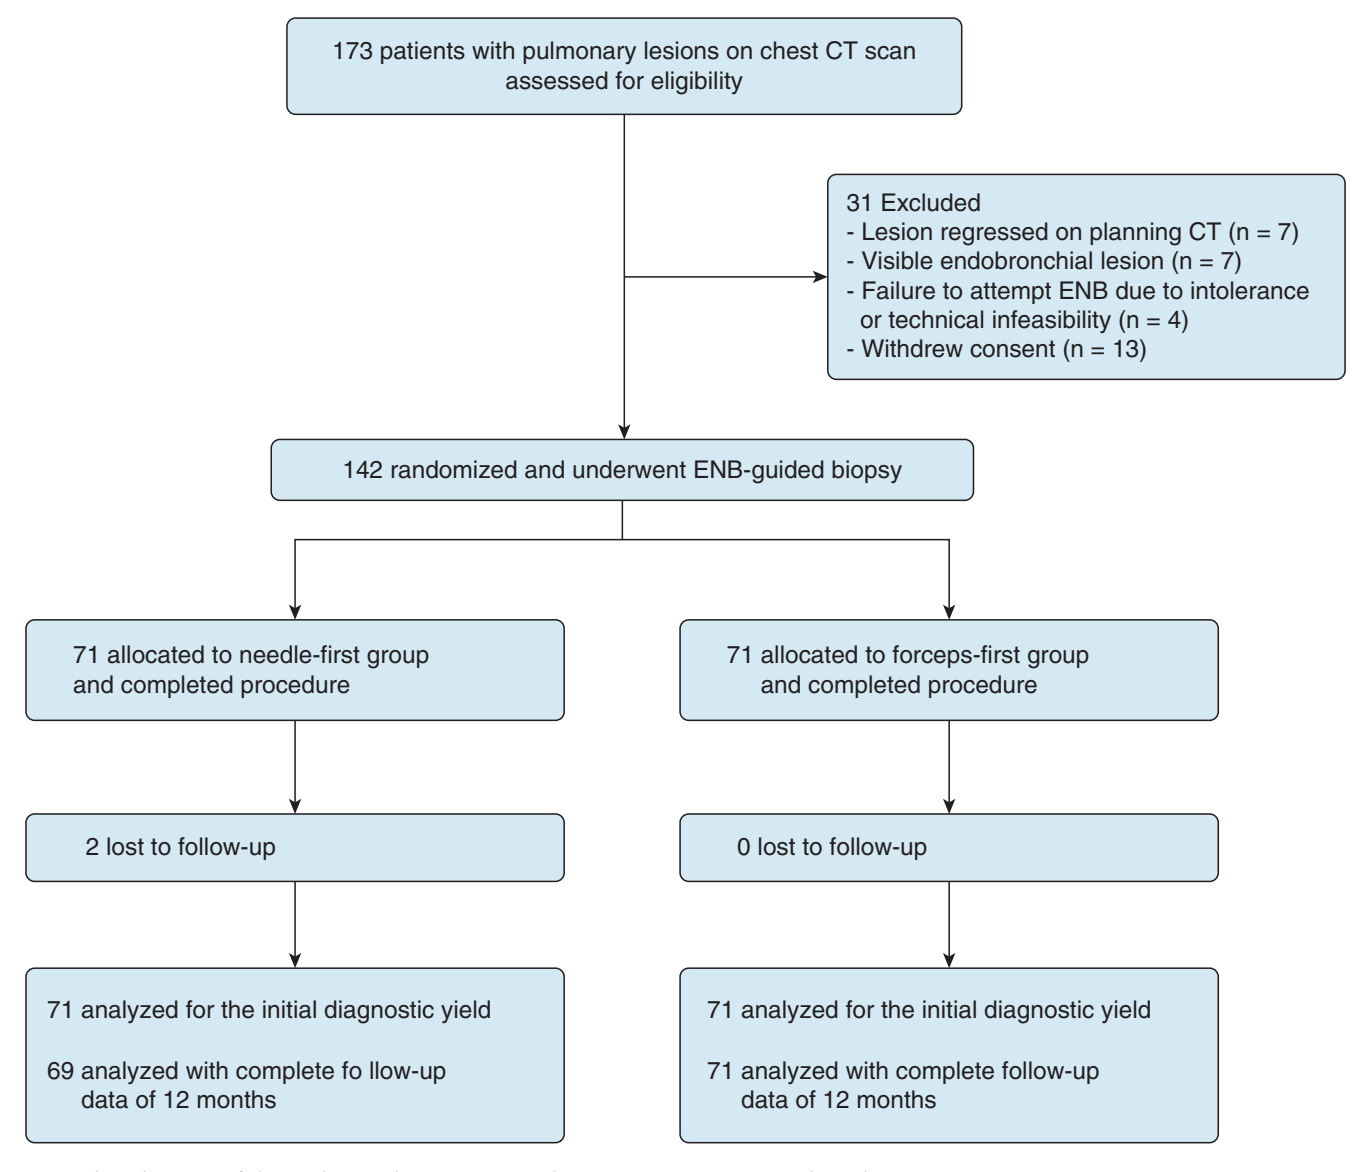 173 patients with pulmonary lesions on chest CT scan
assessed for eligibility
31 Excluded
- Lesion regressed on planning CT (n = 7)
- Visible endobronchial lesion (n = 7)
- Failure to attempt ENB due to intolerance
or technical infeasibility (n = 4)
- Withdrew consent (n = 13)
142 randomized and underwent ENB-guided biopsy
71 allocated to needle-first group
and completed procedure
71 allocated to forceps-first group
and completed procedure
2 lost to follow-up
0 lost to follow-up
71 analyzed for the initial diagnostic yield
69 analyzed with complete fo llow-up
data of 12 months
71 analyzed for the initial diagnostic yield
71 analyzed with complete follow-up
data of 12 months